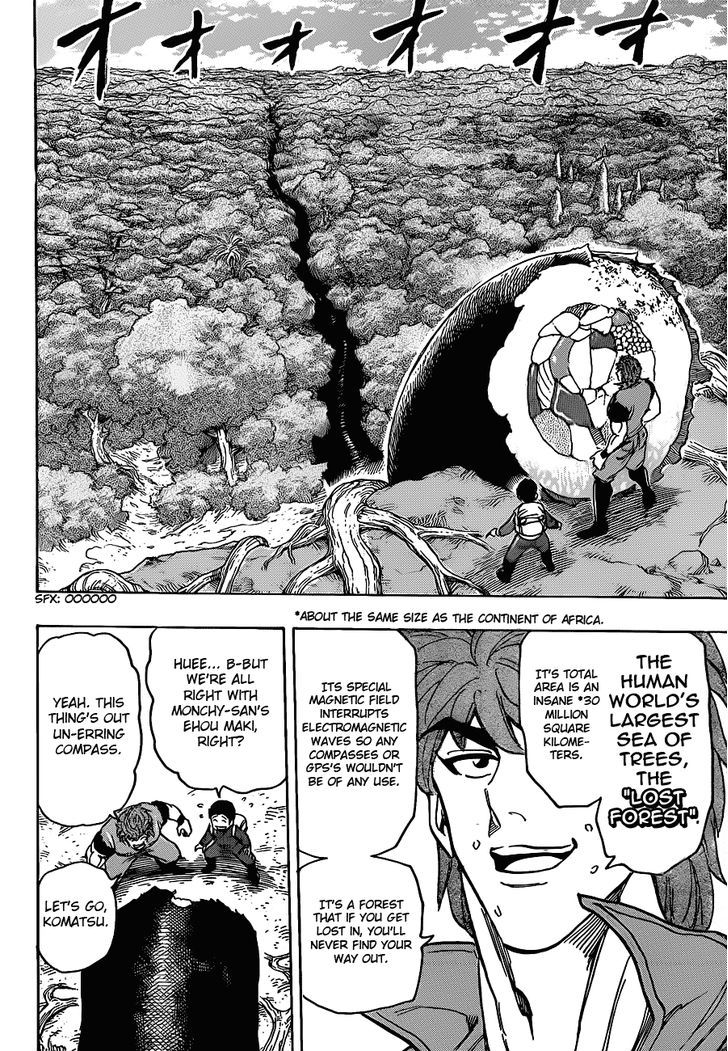 オオオオオオ
SFX: OOOOOO
*ABOUT THE SAME SIZE AS THE CONTINENT OF AFRICA.
THE
HUMAN
WORLD'S
LARGEST
SEA OF
TREES,
THE
"LOST
FOREST".
IT'S TOTAL
AREA IS AN
INSANE *30
MILLION
SQUARE
KILOME-
TERS.
ITS SPECIAL
MAGNETIC FIELD
INTERRUPTS
ELECTROMAGNETIC
WAVES SO ANY
COMPASSES OR
GPS'S WOULDN'T
BE OF ANY USE.
IT'S A FOREST
THAT IF YOU GET
LOST IN, YOU'LL
NEVER FIND YOUR
WAY OUT.
HUEE... B-BUT
WE'RE ALL
RIGHT WITH
MONCHY-SAN'S
EHOU MAKI,
RIGHT?
YEAH. THIS
THING'S OUR
UN-ERRING
COMPASS.
LET'S GO,
KOMATSU.